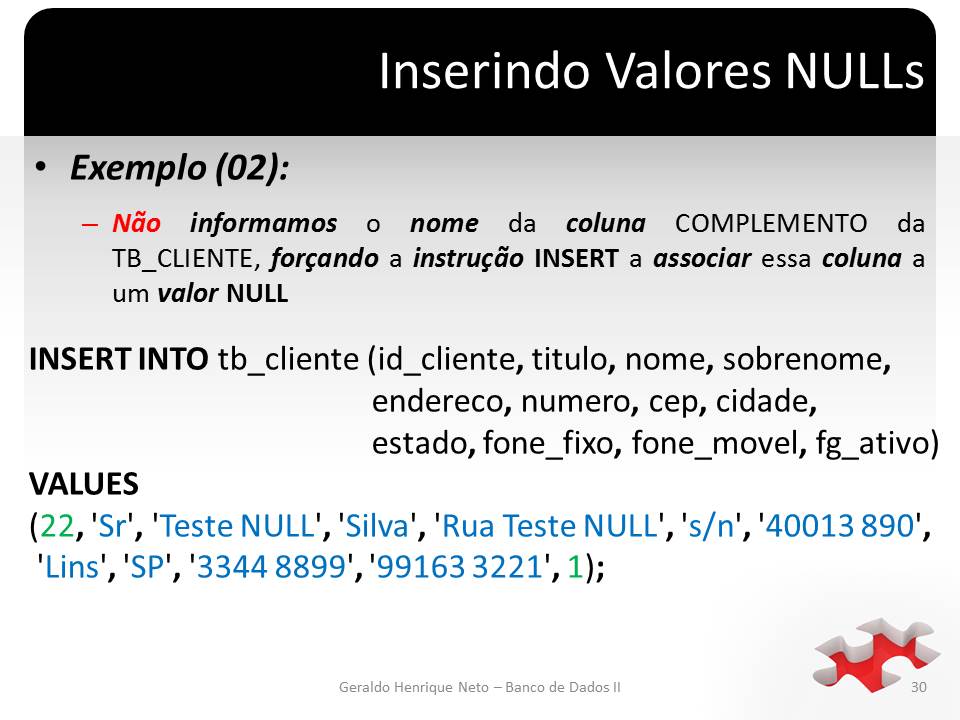 Inserindo Valores NULLs
• Exemplo (02):
– Não informamos o nome da coluna COMPLEMENTO da
TB_CLIENTE, forçando a instrução INSERT a associar essa coluna a
um valor NULL
INSERT INTO tb_cliente (id_cliente, titulo, nome, sobrenome,
endereco, numero, cep, cidade,
estado, fone_fixo, fone_movel, fg_ativo)
VALUES
(22, 'Sr', 'Teste NULL', 'Silva', 'Rua Teste NULL', 's/n', '40013 890',
'Lins', 'SP', '3344 8899', '99163 3221', 1);
Geraldo Henrique Neto – Banco de Dados II
30